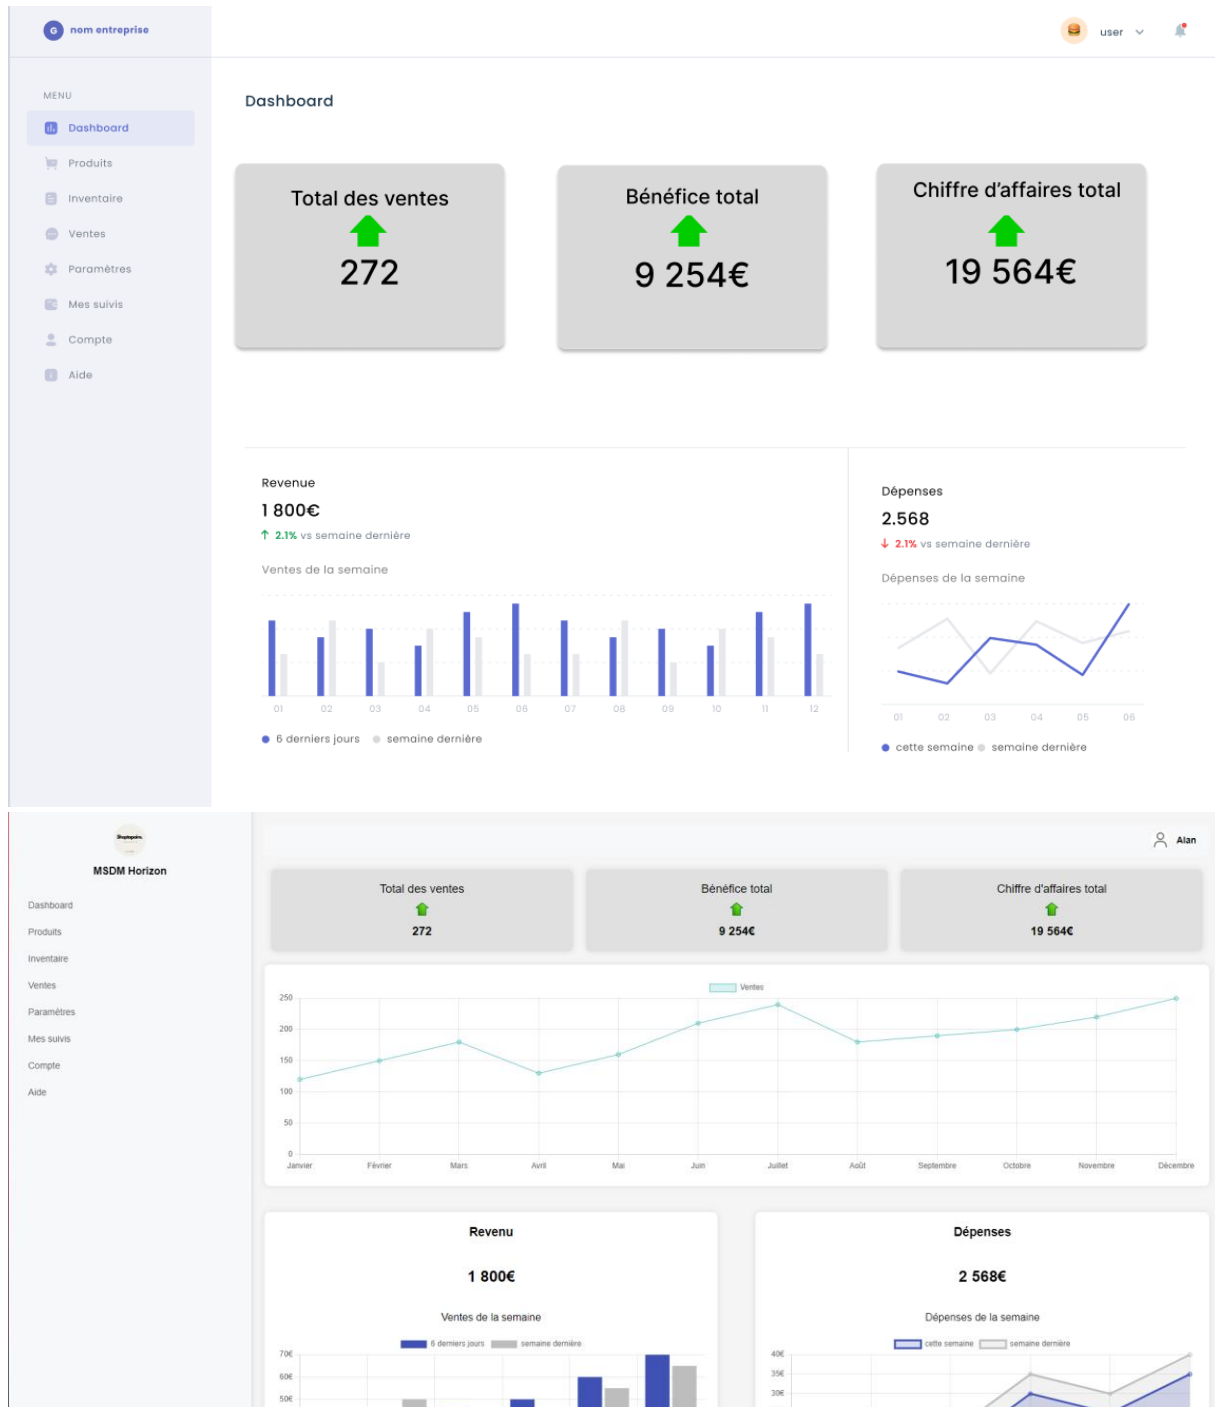 G nom entreprise
user
MENU
Dashboard
Produits
Inventaire
Ventes
Paramètres
Mes suivis
Compte
Aide
Dashboard
Total des ventes
272
Bénéfice total
9 254€
Chiffre d'affaires total
19 564€
Revenue
1 800€
2.1% vs semaine dernière
Ventes de la semaine
01 02 03 04 05 06 07 08 09 10 11 12
6 derniers jours semaine dernière
Dépenses
2.568
2.1% vs semaine dernière
Dépenses de la semaine
01 02 03 04 05 06
cette semaine semaine dernière
MSDM Horizon
Alan
Dashboard
Produits
Inventaire
Ventes
Paramètres
Mes suivis
Compte
Aide
Total des ventes
272
Bénéfice total
9 254€
Chiffre d'affaires total
19 564€
Ventes
250
200
150
100
50
0
Janvier Février Mars Avril Mai Juin Juillet Août Septembre Octobre Novembre Décembre
Revenu
1 800€
Ventes de la semaine
6 derniers jours semaine dernière
70€
60€
50€
Dépenses
2 568€
Dépenses de la semaine
cette semaine semaine dernière
40€
35€
30€